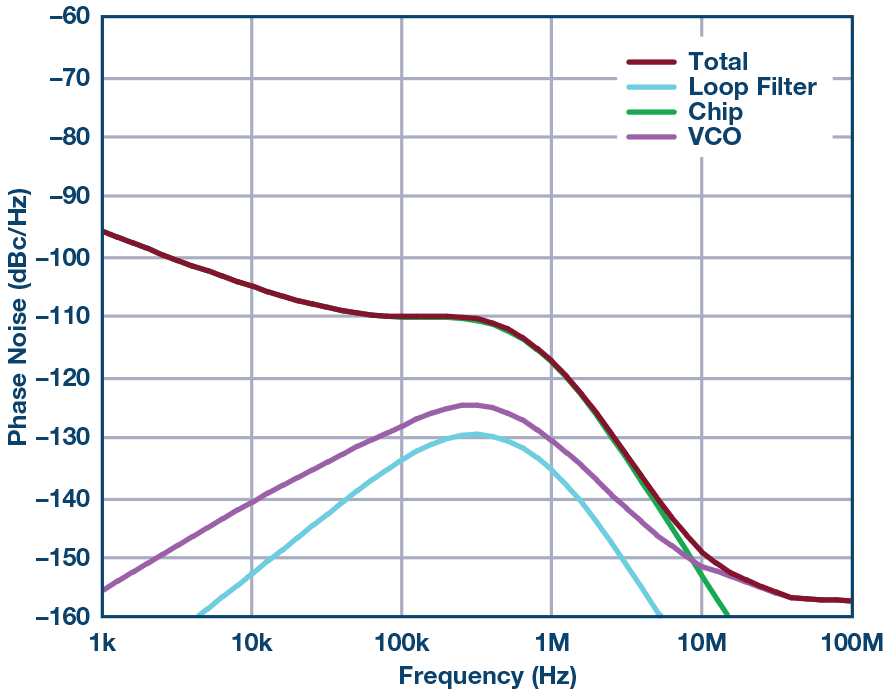 –60
–70
–80
–90
–100
–110
–120
–130
–140
–150
–160
Phase Noise (dBc/Hz)
Total
Loop Filter
Chip
VCO
1k 10k 100k 1M 10M 100M
Frequency (Hz)